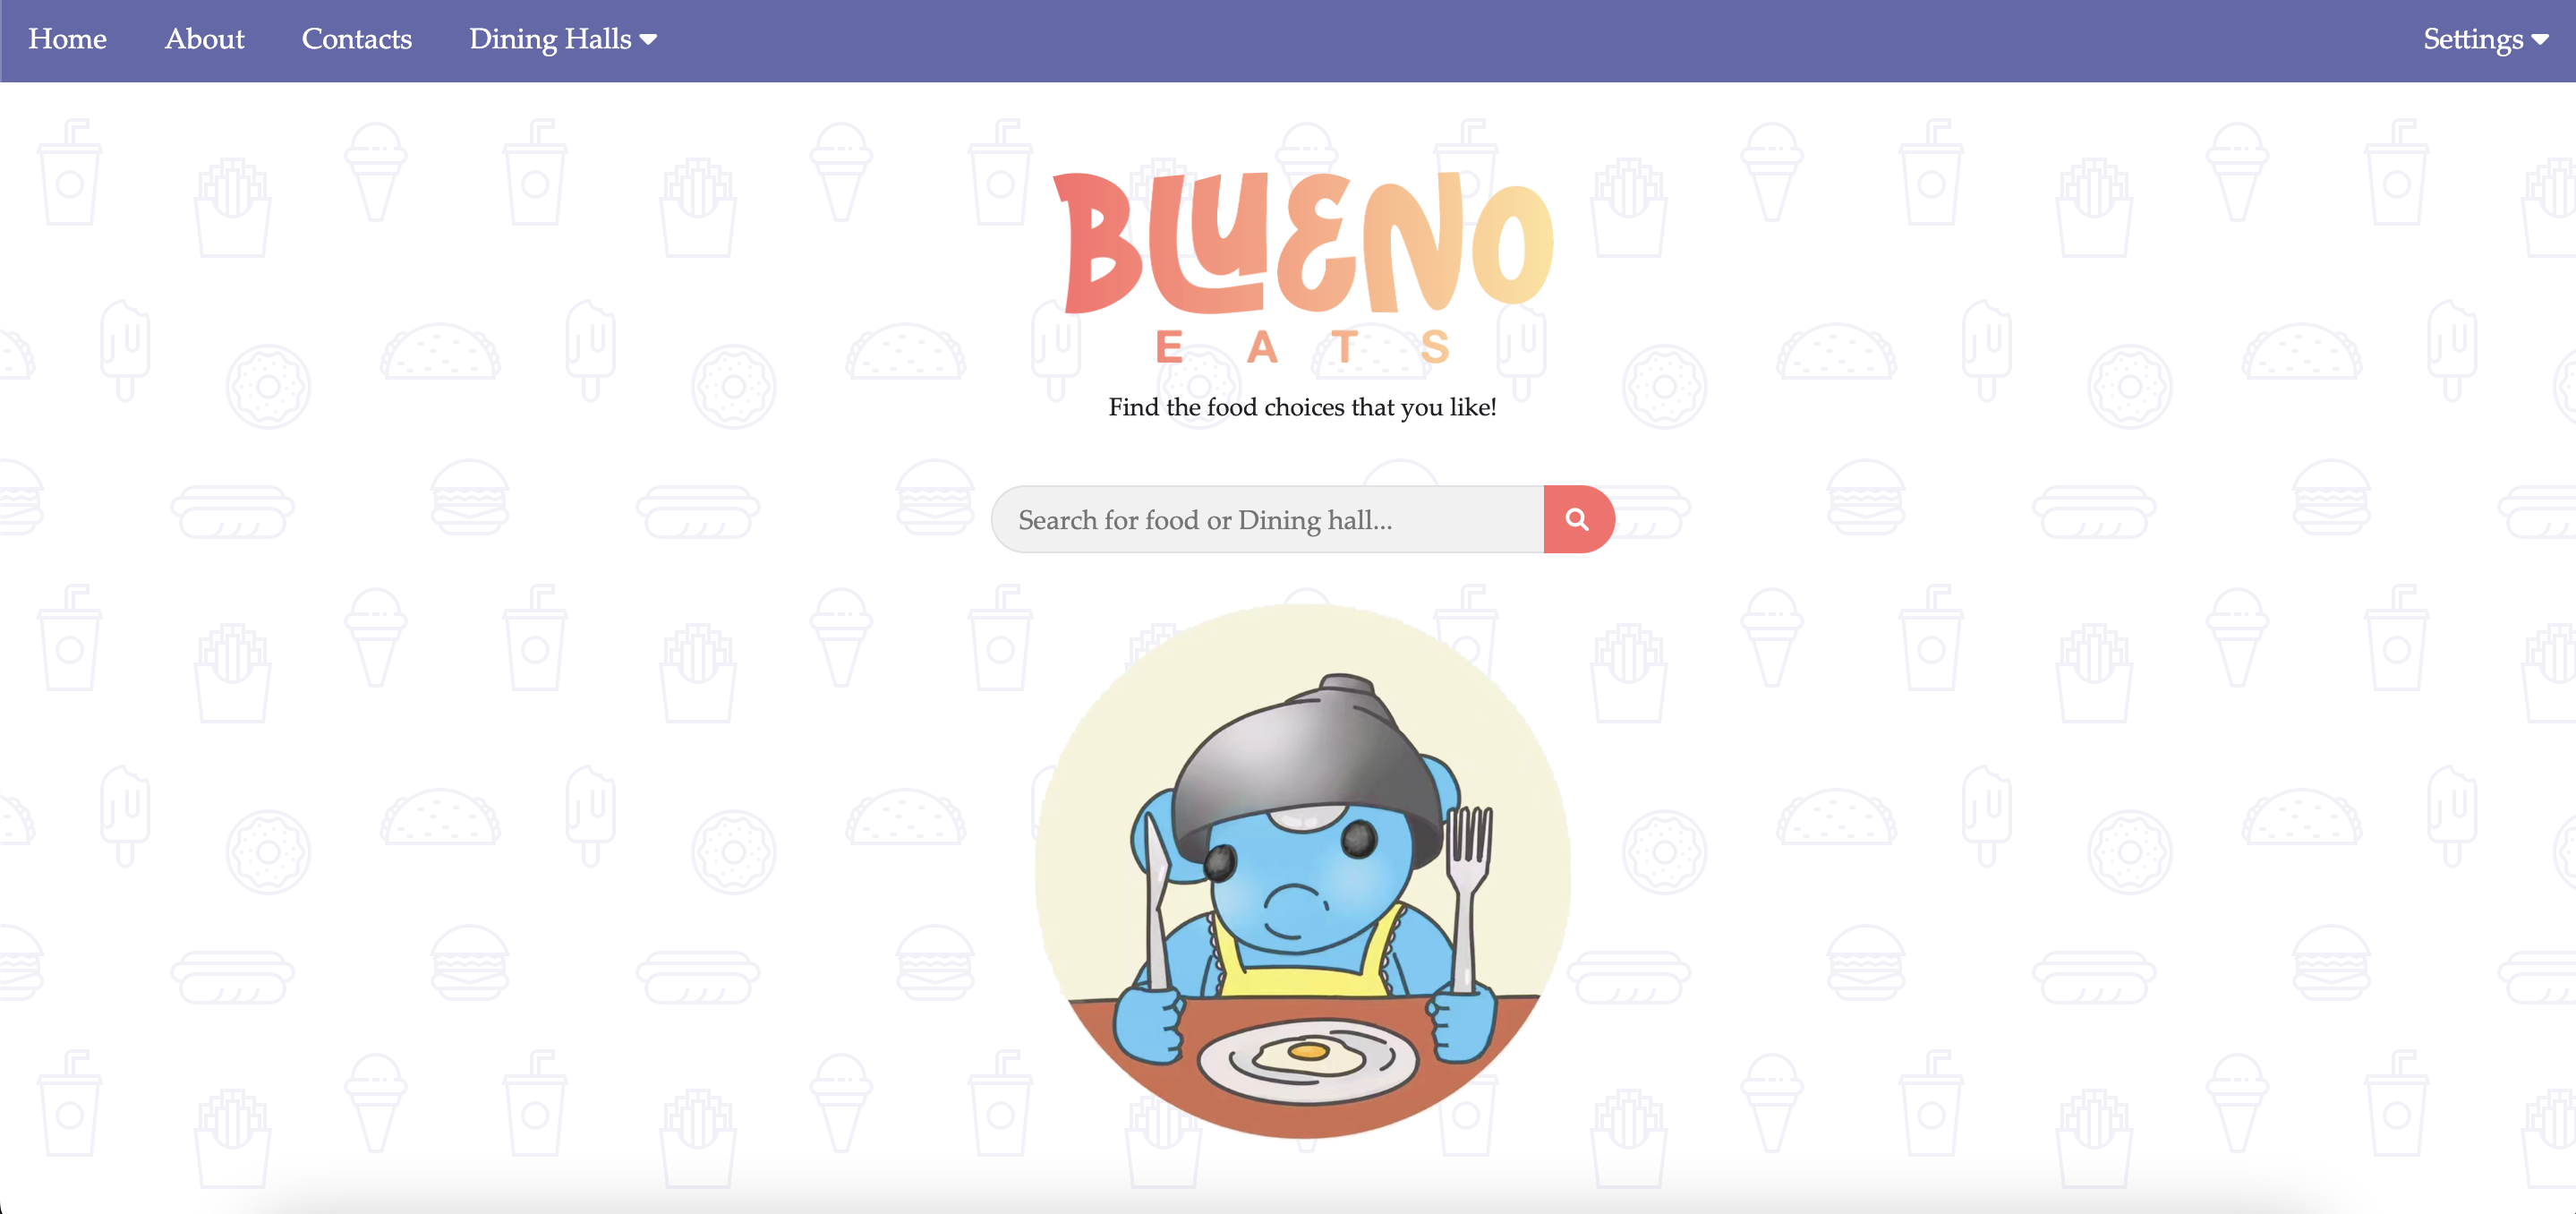 Home About Contacts Dining Halls Settings
BLUENO
EATS
Find the food choices that you like!
Search for food or Dining hall...